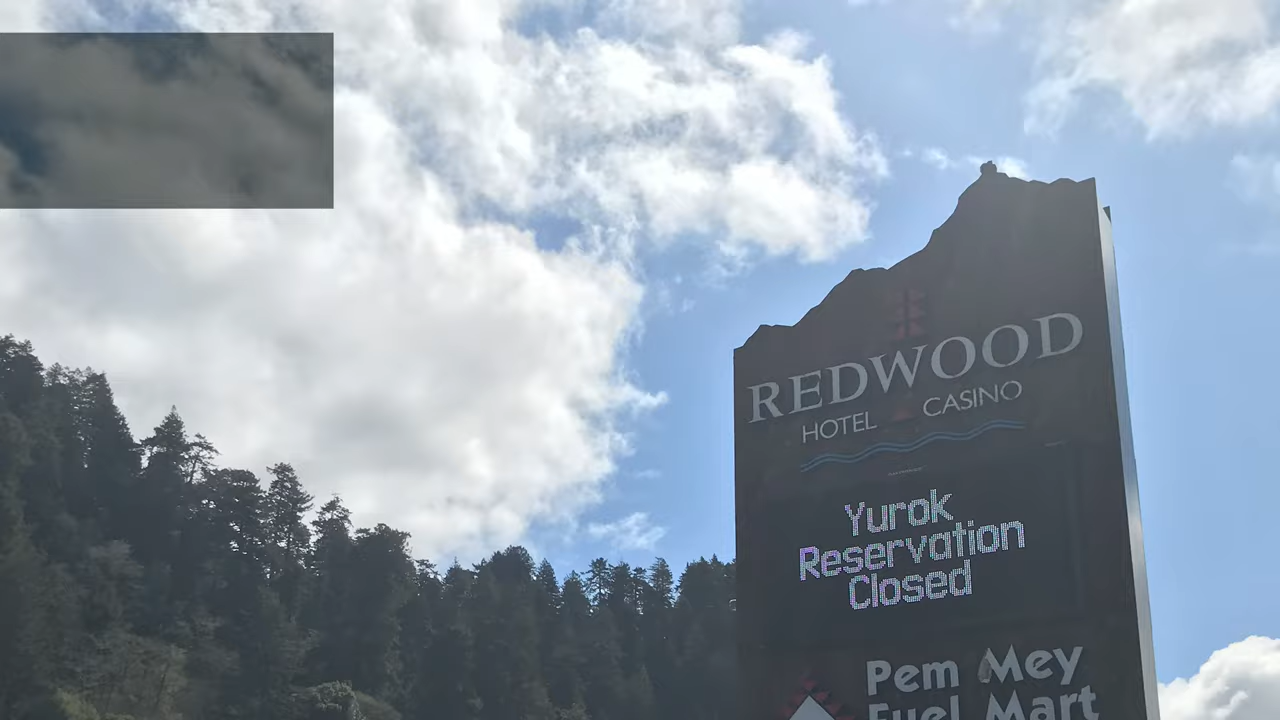 REDWOOD
HOTEL CASINO
Yurok
Reservation
Closed
Pem Mey
Fuel Mart